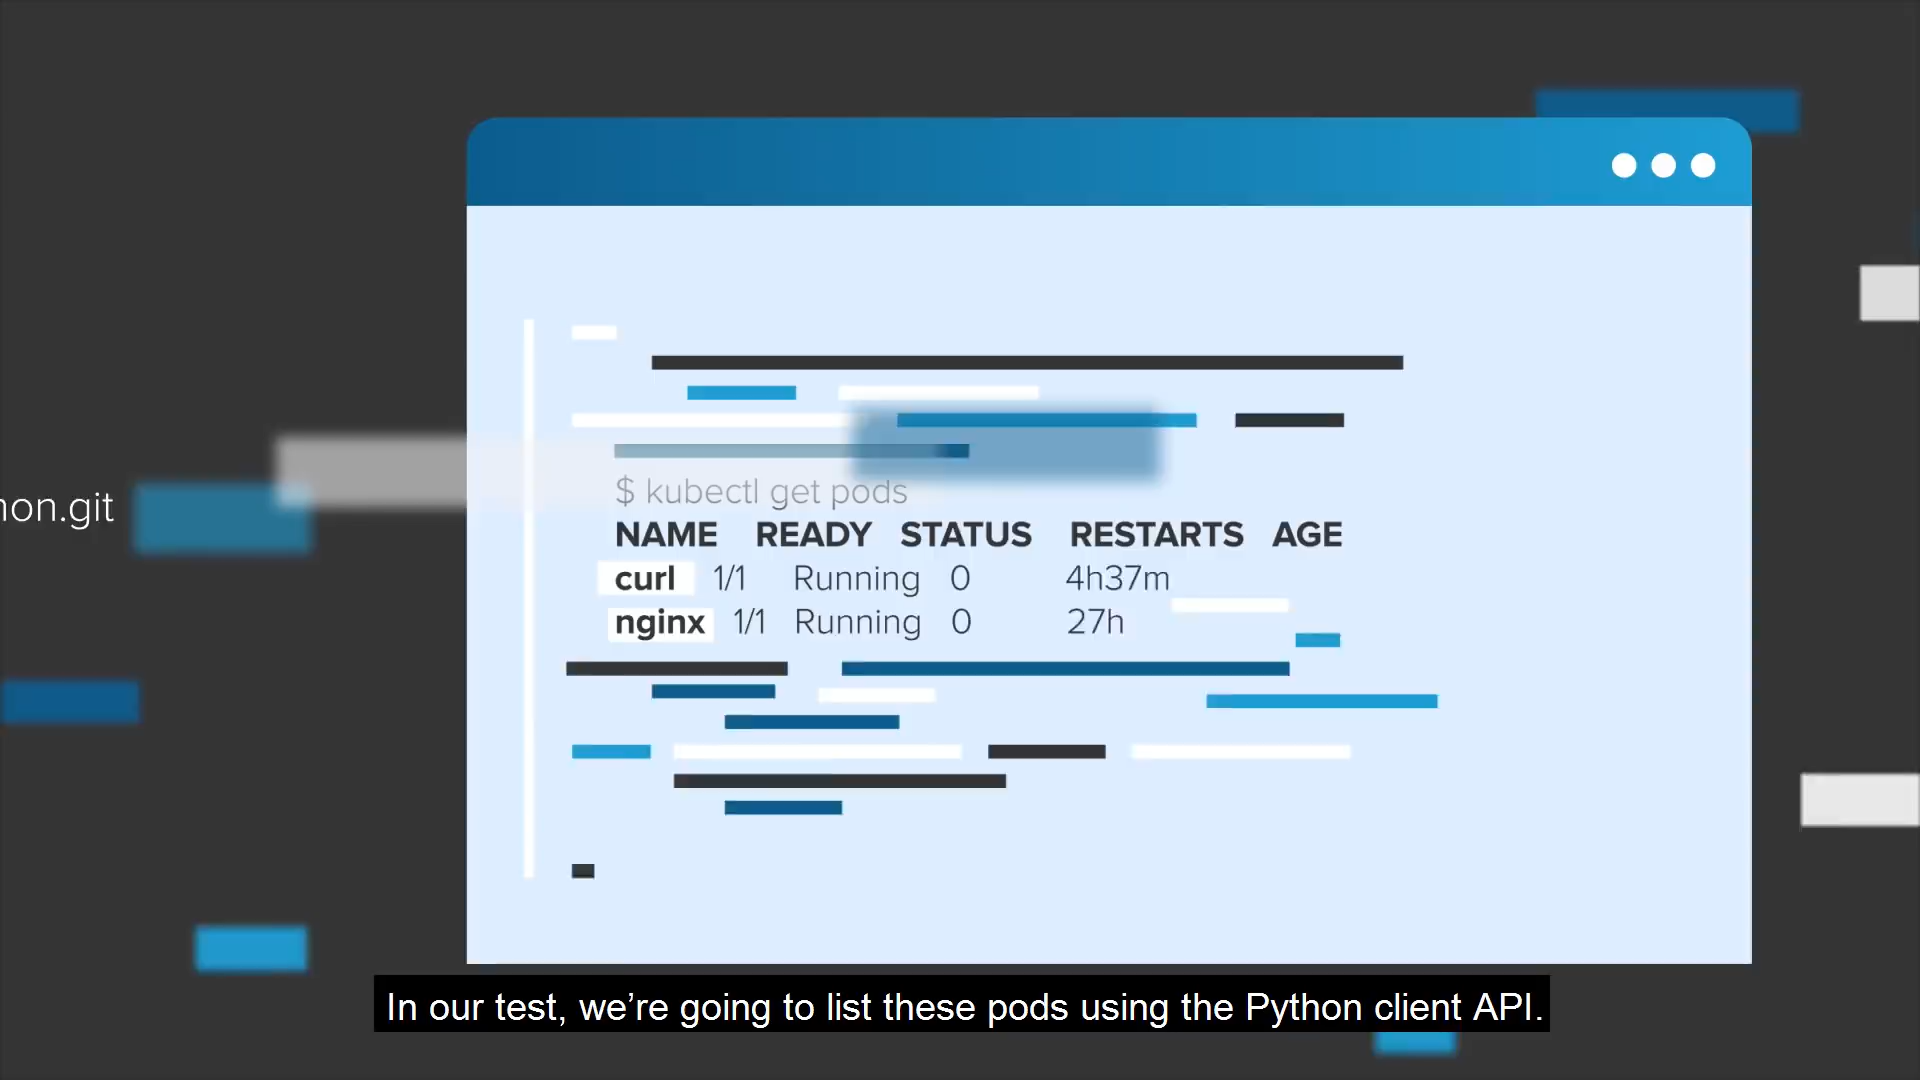 $ kubectl get pods
NAME READY STATUS RESTARTS AGE
curl 1/1 Running 0 4h37m
nginx 1/1 Running 0 27h
hon.git
In our test, we’re going to list these pods using the Python client API.